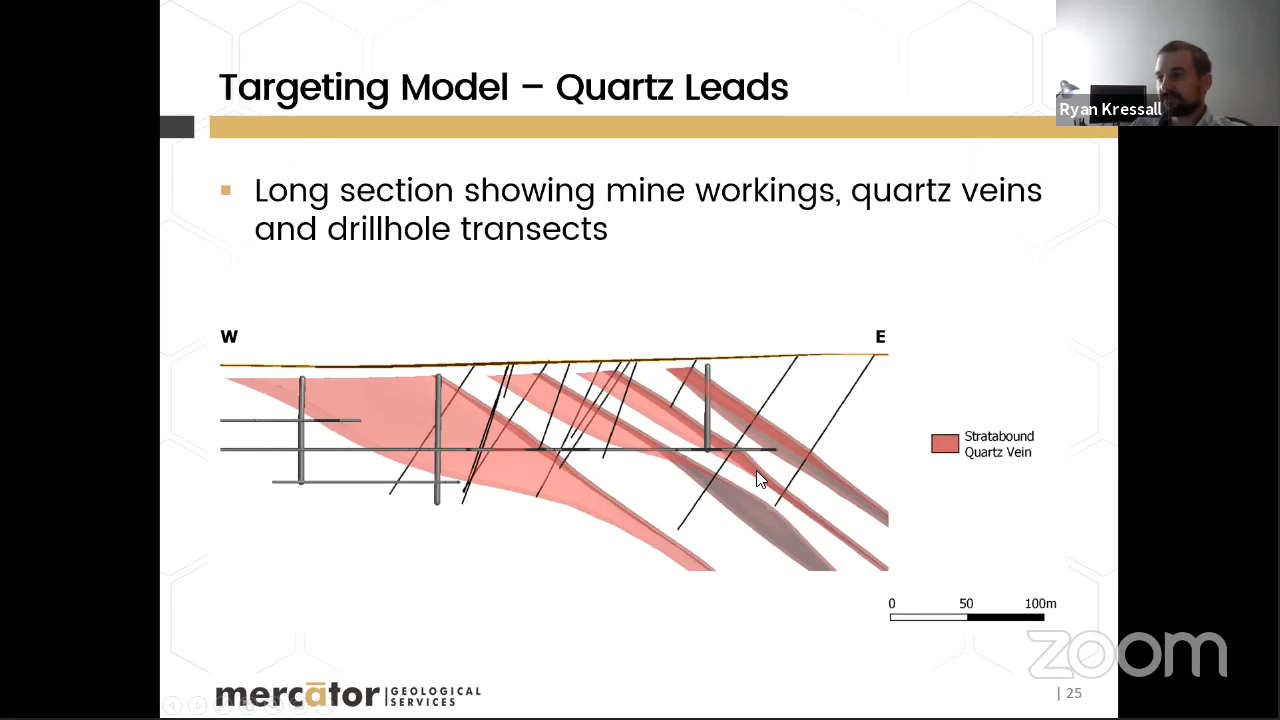 Targeting Model – Quartz Leads
Ryan Kressall
▪ Long section showing mine workings, quartz veins
and drillhole transects
W
E
Stratabound
Quartz Vein
0 50 100m
zoom
mercātor GEOLOGICAL
SERVICES
| 25